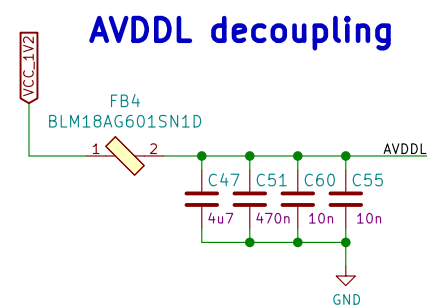 AVDDL decoupling
VCC_1V2
FB4
BLM18AG601SN1D
1 2
AVDDL
C47 C51 C60 C55
4u7 470n 10n 10n
GND